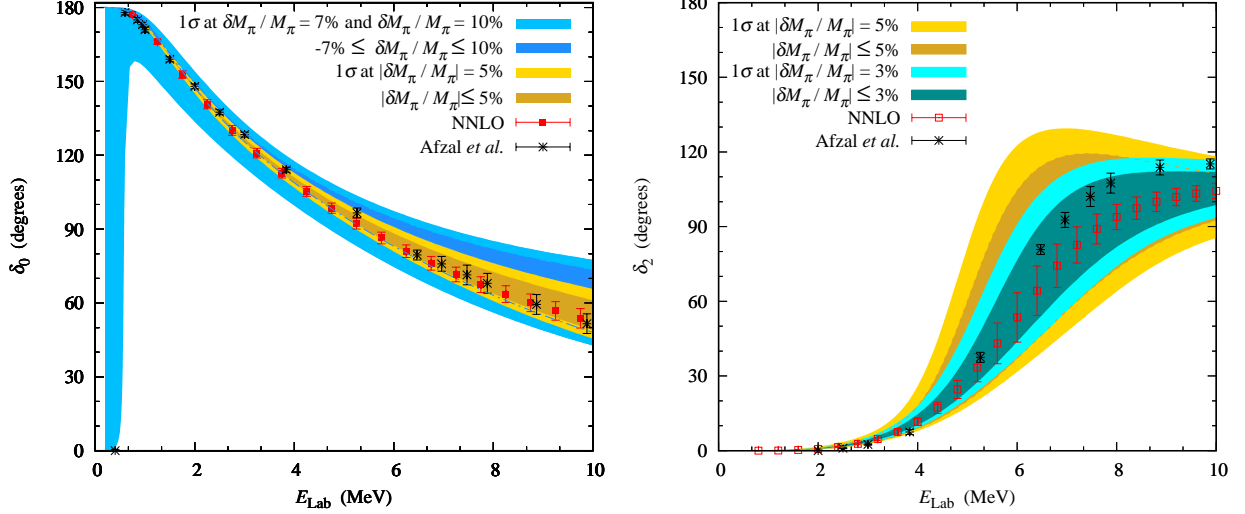 1σ at δMπ / Mπ = 7% and δMπ / Mπ = 10%
-7% ≤ δMπ / Mπ ≤ 10%
1σ at |δMπ / Mπ| = 5%
|δMπ / Mπ| ≤ 5%
NNLO
Afzal et al.
180
150
120
90
60
30
0
δ0 (degrees)
0 2 4 6 8 10
ELab (MeV)
1σ at |δMπ / Mπ| = 5%
|δMπ / Mπ| ≤ 5%
1σ at |δMπ / Mπ| = 3%
|δMπ / Mπ| ≤ 3%
NNLO
Afzal et al.
180
150
120
90
60
30
0
δ2 (degrees)
0 2 4 6 8 10
ELab (MeV)